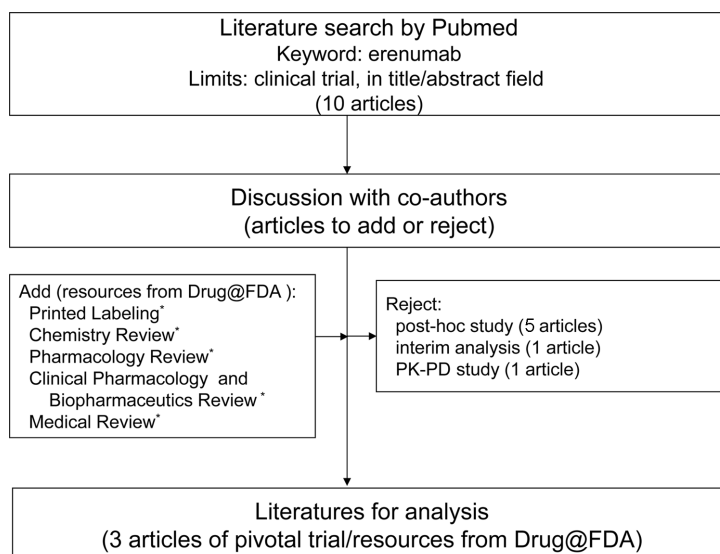 Literature search by Pubmed
Keyword: erenumab
Limits: clinical trial, in title/abstract field
(10 articles)
Discussion with co-authors
(articles to add or reject)
Add (resources from Drug@FDA ):
Printed Labeling*
Chemistry Review*
Pharmacology Review*
Clinical Pharmacology and
Biopharmaceutics Review *
Medical Review*
Reject:
post-hoc study (5 articles)
interim analysis (1 article)
PK-PD study (1 article)
Literatures for analysis
(3 articles of pivotal trial/resources from Drug@FDA)